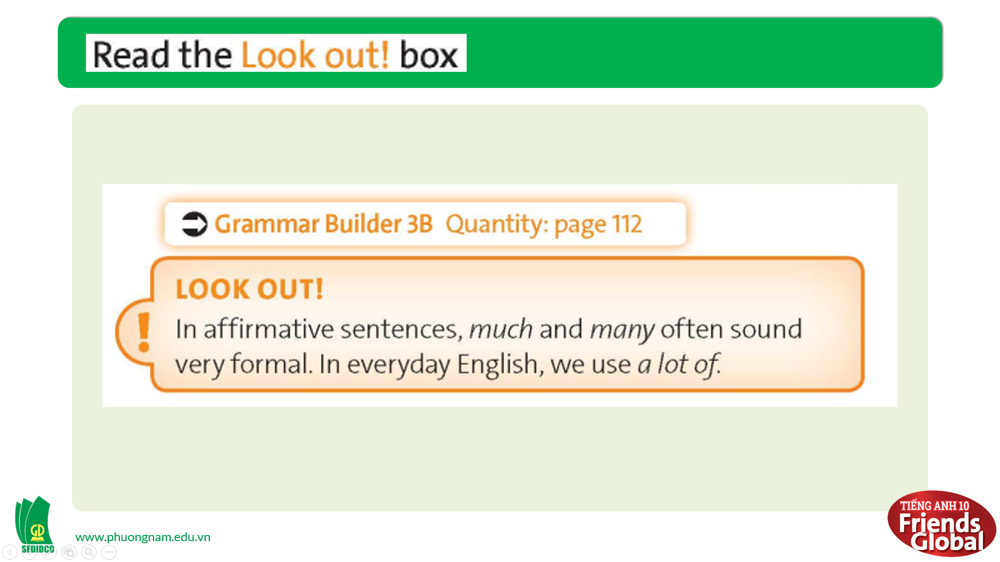 Read the Look out! box
Grammar Builder 3B Quantity: page 112
LOOK OUT!
!
In affirmative sentences, much and many often sound
very formal. In everyday English, we use a lot of.
GD
SEDIDCO
www.phuongnam.edu.vn
TIẾNG ANH 10
Friends
Global